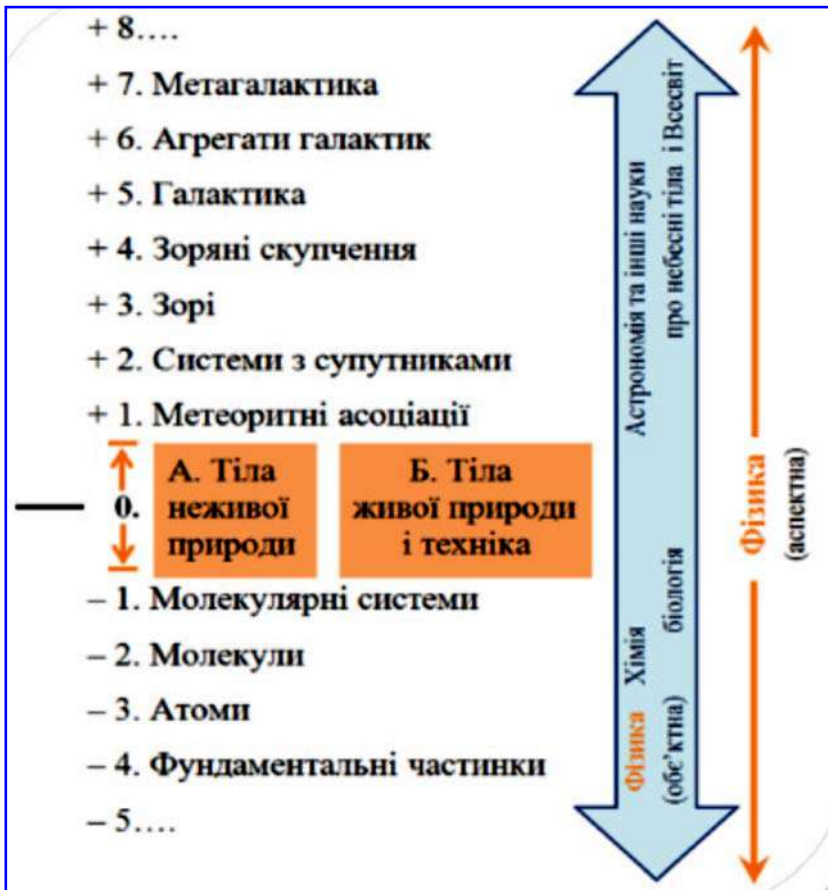 + 8….
+ 7. Метагалактика
+ 6. Агрегати галактик
+ 5. Галактика
+ 4. Зоряні скупчення
+ 3. Зорі
+ 2. Системи з супутниками
+ 1. Метеоритні асоціації
0.
А. Тіла
неживої
природи
Б. Тіла
живої природи
і техніка
– 1. Молекулярні системи
– 2. Молекули
– 3. Атоми
– 4. Фундаментальні частинки
– 5….
Астрономія та інші науки
про небесні тіла і Всесвіт
біологія
Хімія
Фізика
(обє’ктна)
Фізика
(аспектна)